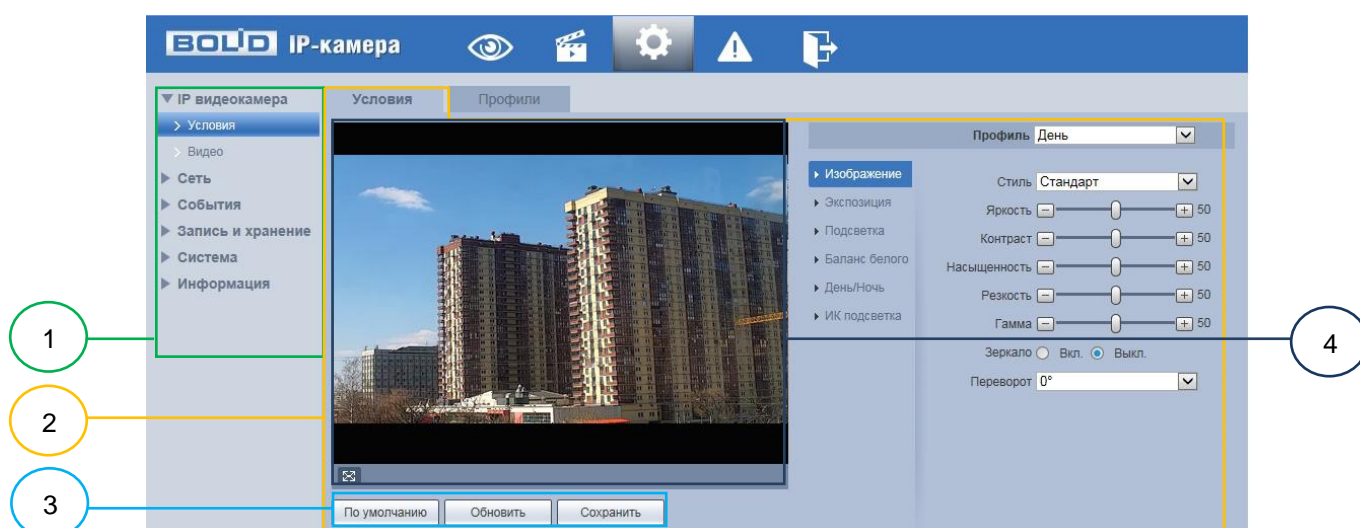 BOLID IP-камера
IP видеокамера
Условия
Видео
Сеть
События
Запись и хранение
Система
Информация
Условия Профили
Профиль День
Изображение
Экспозиция
Подсветка
Баланс белого
День/Ночь
ИК подсветка
Стиль Стандарт
Яркость 50
Контраст 50
Насыщенность 50
Резкость 50
Гамма 50
Зеркало Вкл. Выкл.
Переворот 0°
По умолчанию Обновить Сохранить
1
2
3
4